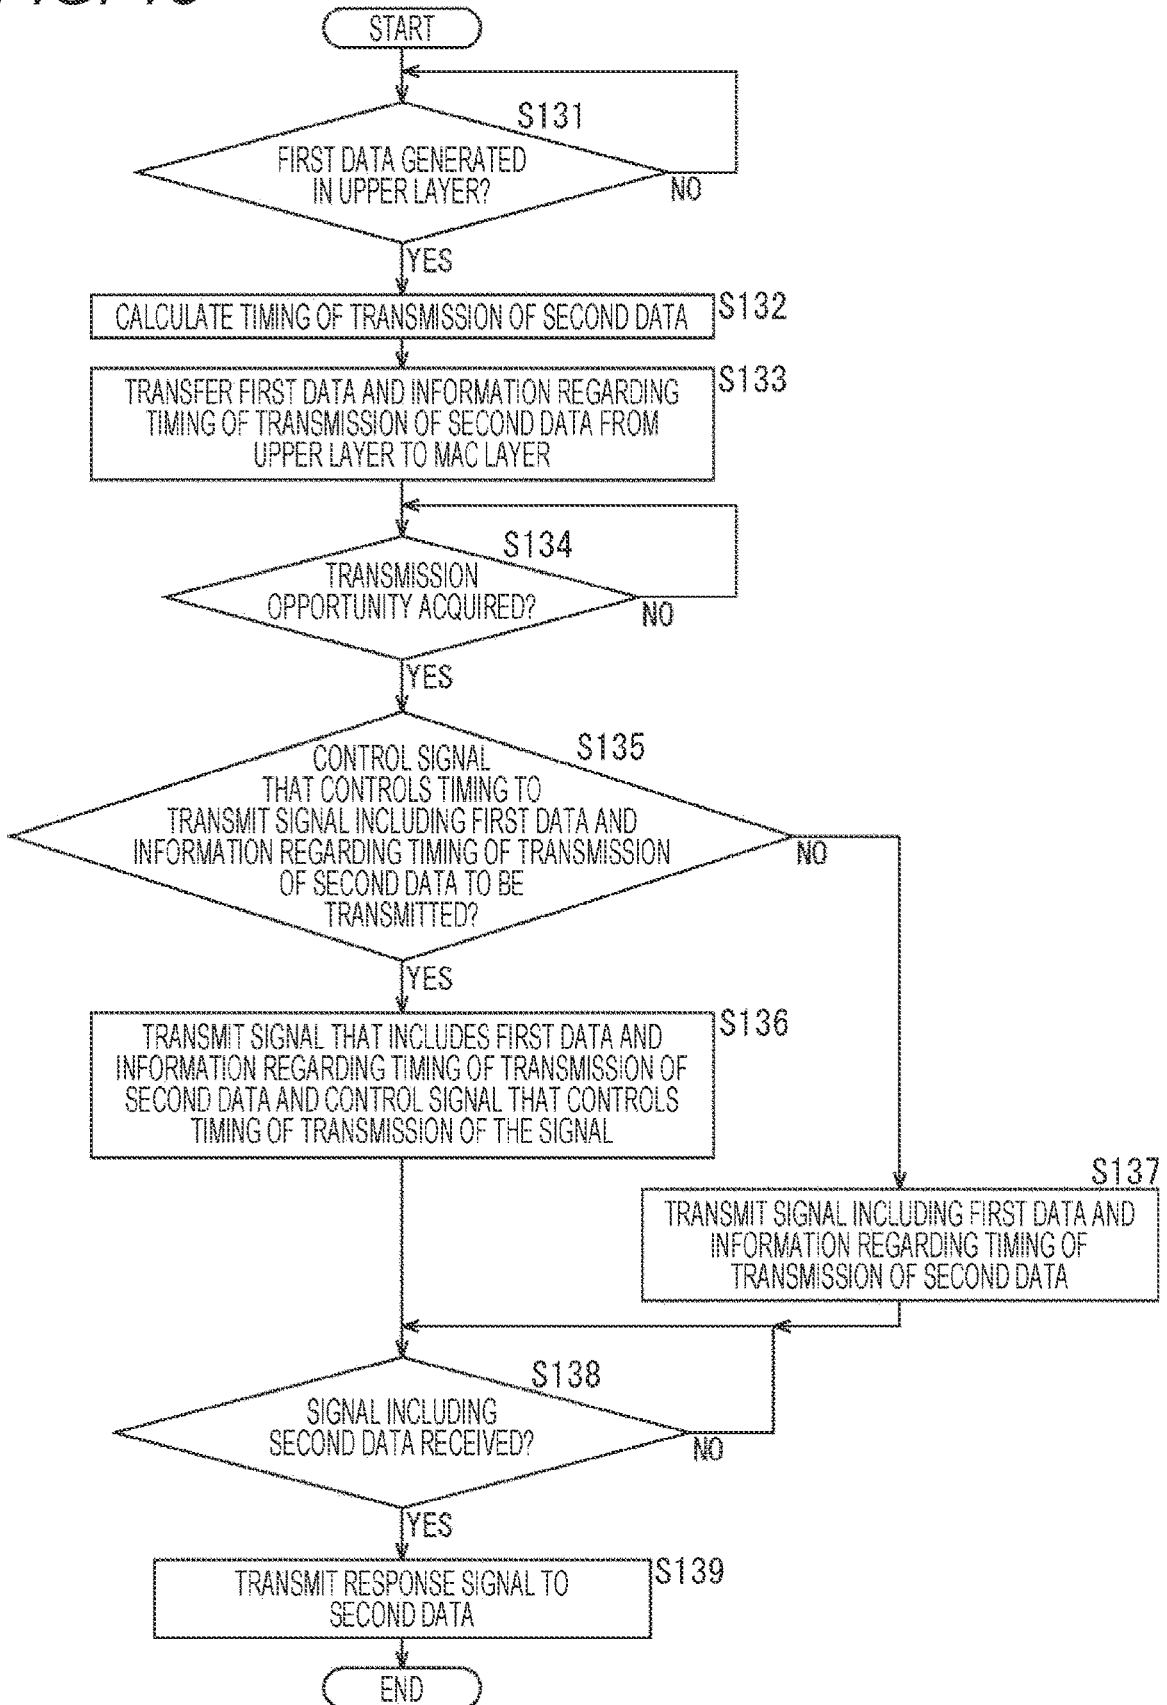 START
S131
FIRST DATA GENERATED
IN UPPER LAYER?
NO
YES
CALCULATE TIMING OF TRANSMISSION OF SECOND DATA
S132
TRANSFER FIRST DATA AND INFORMATION REGARDING
TIMING OF TRANSMISSION OF SECOND DATA FROM
UPPER LAYER TO MAC LAYER
S133
S134
TRANSMISSION
OPPORTUNITY ACQUIRED?
NO
YES
S135
CONTROL SIGNAL
THAT CONTROLS TIMING TO
TRANSMIT SIGNAL INCLUDING FIRST DATA AND
INFORMATION REGARDING TIMING OF TRANSMISSION
OF SECOND DATA TO BE
TRANSMITTED?
NO
YES
S136
TRANSMIT SIGNAL THAT INCLUDES FIRST DATA AND
INFORMATION REGARDING TIMING OF TRANSMISSION OF
SECOND DATA AND CONTROL SIGNAL THAT CONTROLS
TIMING OF TRANSMISSION OF THE SIGNAL
S137
TRANSMIT SIGNAL INCLUDING FIRST DATA AND
INFORMATION REGARDING TIMING OF
TRANSMISSION OF SECOND DATA
S138
SIGNAL INCLUDING
SECOND DATA RECEIVED?
NO
YES
S139
TRANSMIT RESPONSE SIGNAL TO
SECOND DATA
END